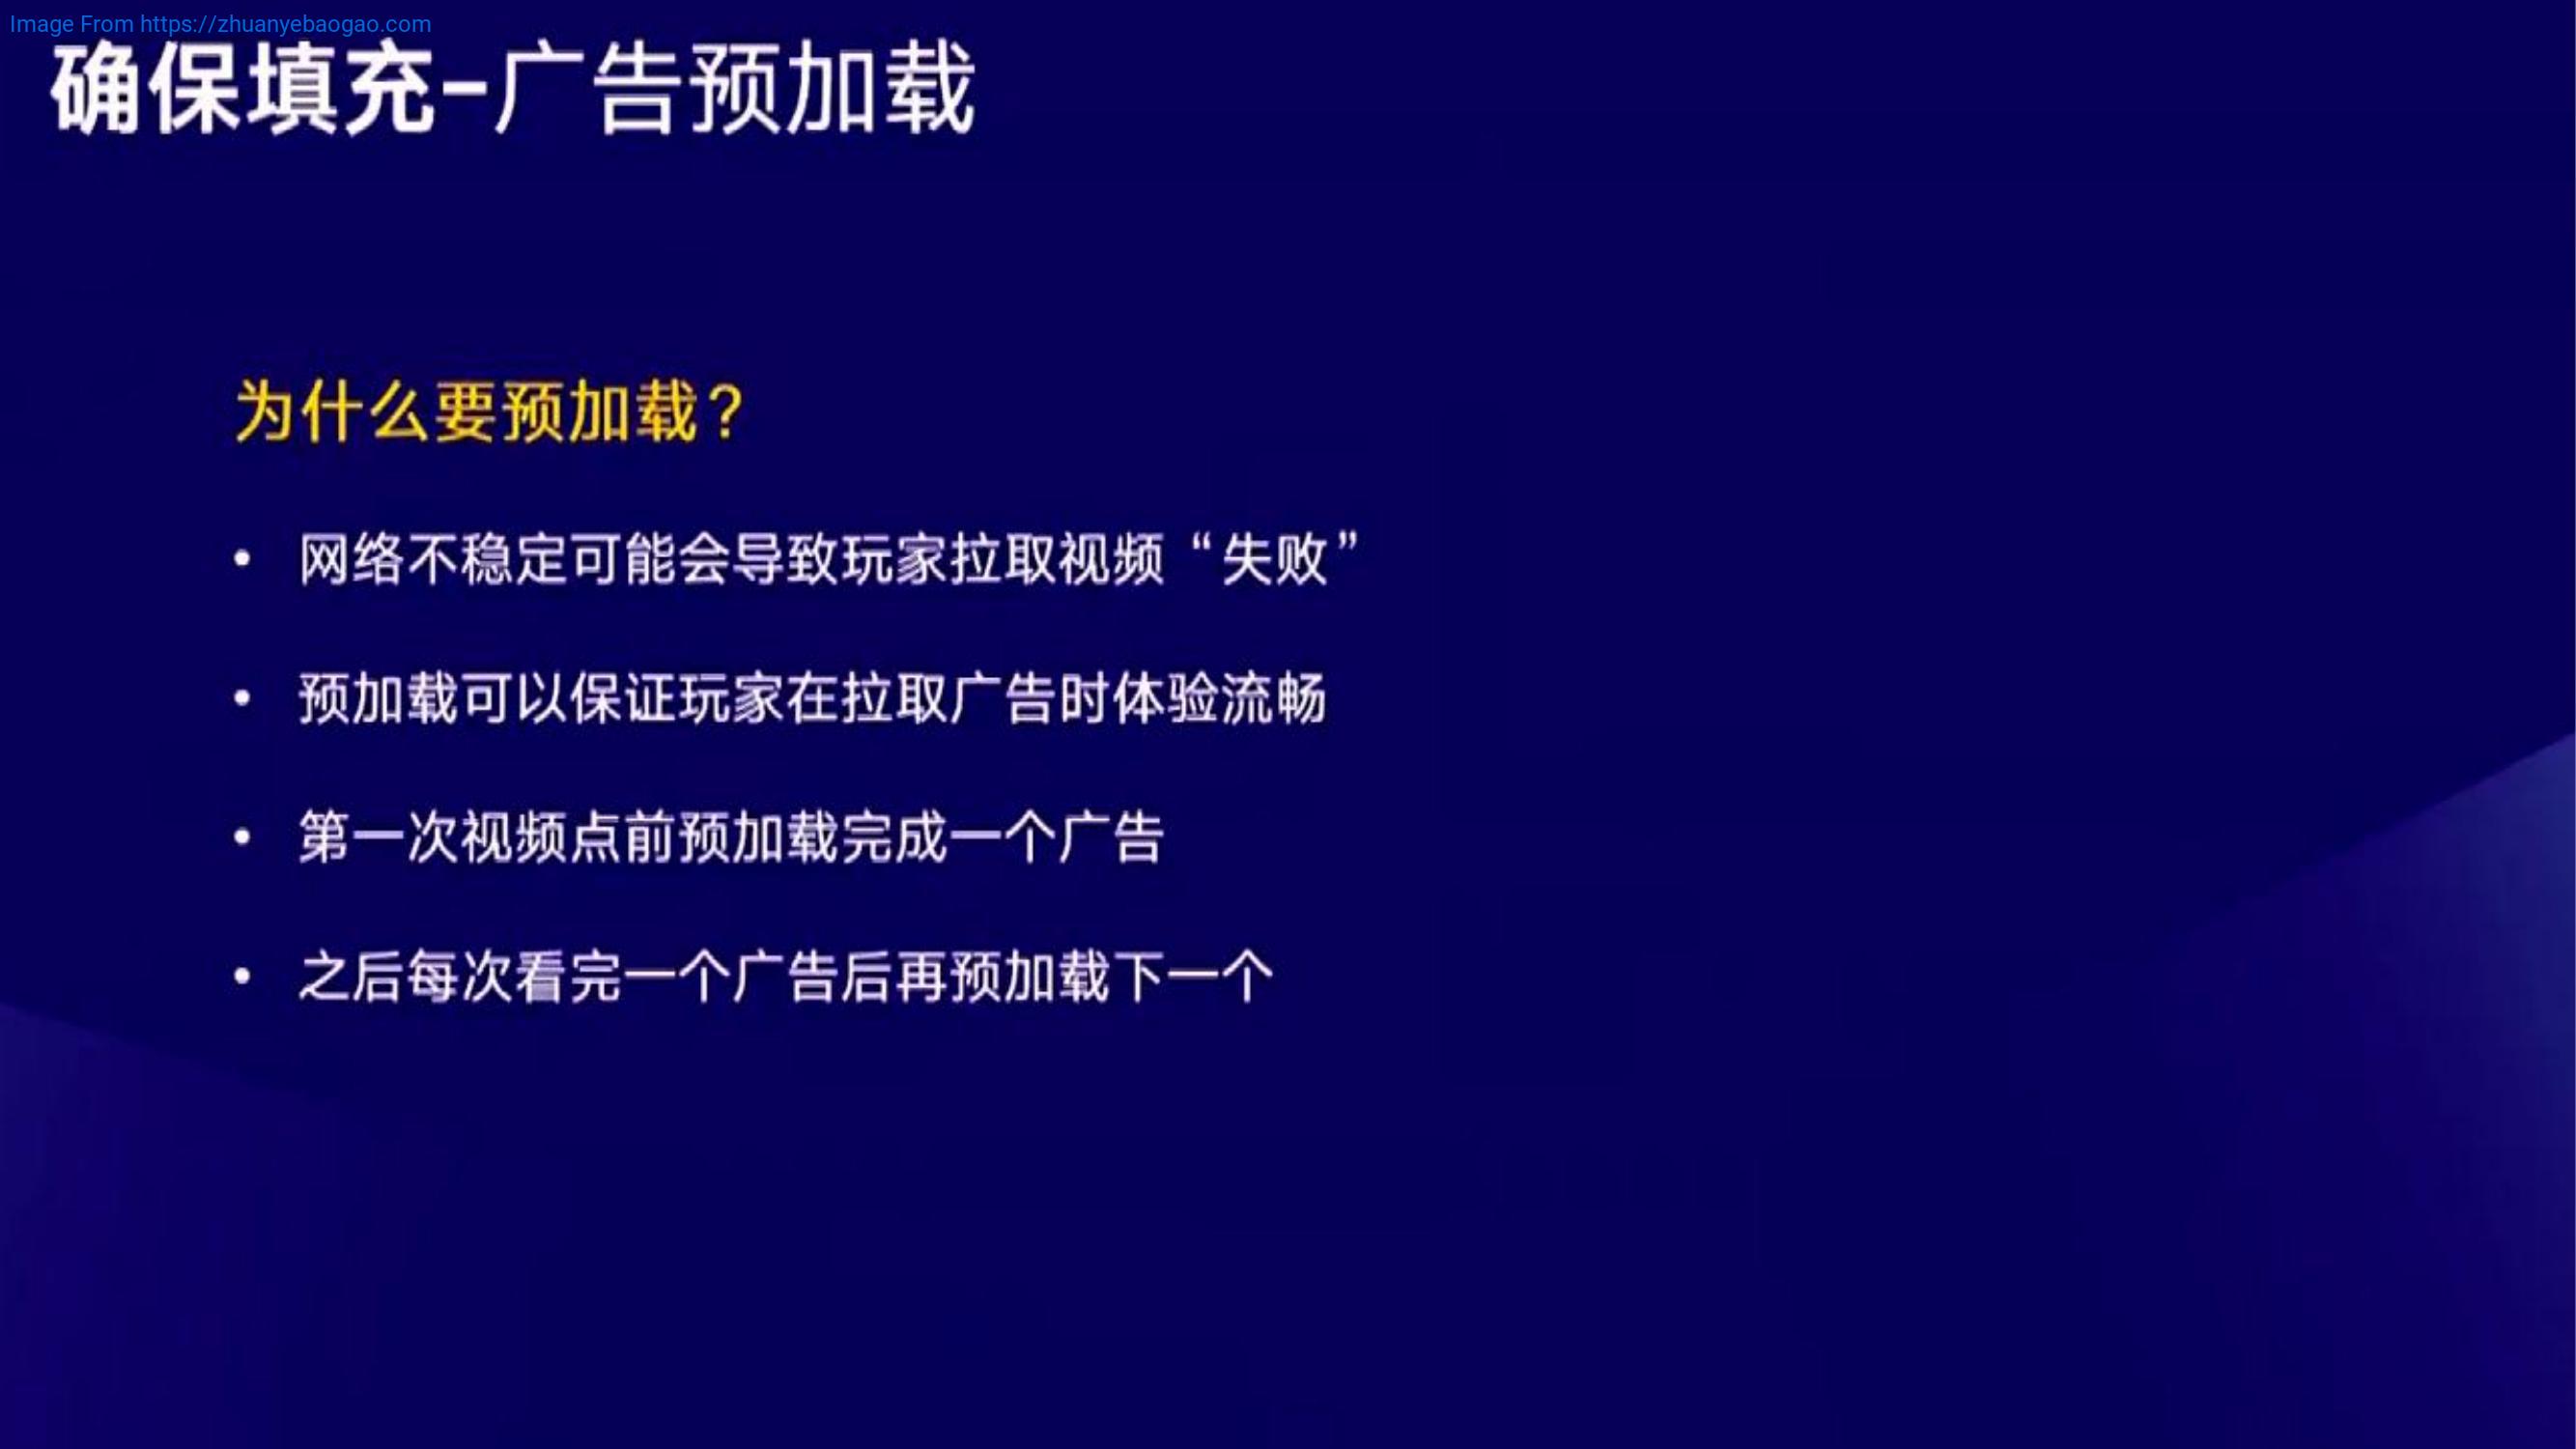 Image From https://zhuanyebaogao.com
确保填充-广告预加载
为什么要预加载？
• 网络不稳定可能会导致玩家拉取视频“失败”
• 预加载可以保证玩家在拉取广告时体验流畅
• 第一次视频点前预加载完成一个广告
• 之后每次看完一个广告后再预加载下一个